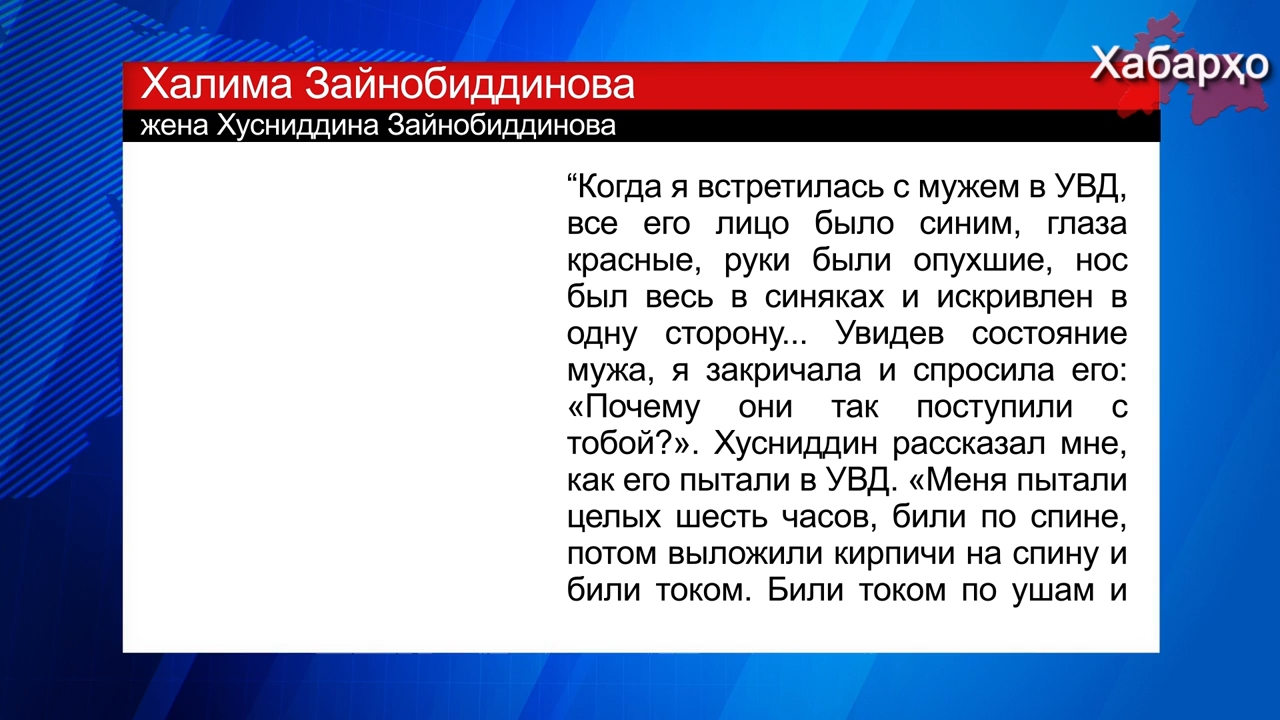 Хабарҳо
Халима Зайнобиддинова
жена Хусниддина Зайнобиддинова
“Когда я встретилась с мужем в УВД,
все его лицо было синим, глаза
красные, руки были опухшие, нос
был весь в синяках и искривлен в
одну сторону... Увидев состояние
мужа, я закричала и спросила его:
«Почему они так поступили с
тобой?». Хусниддин рассказал мне,
как его пытали в УВД. «Меня пытали
целых шесть часов, били по спине,
потом выложили кирпичи на спину и
били током. Били током по ушам и